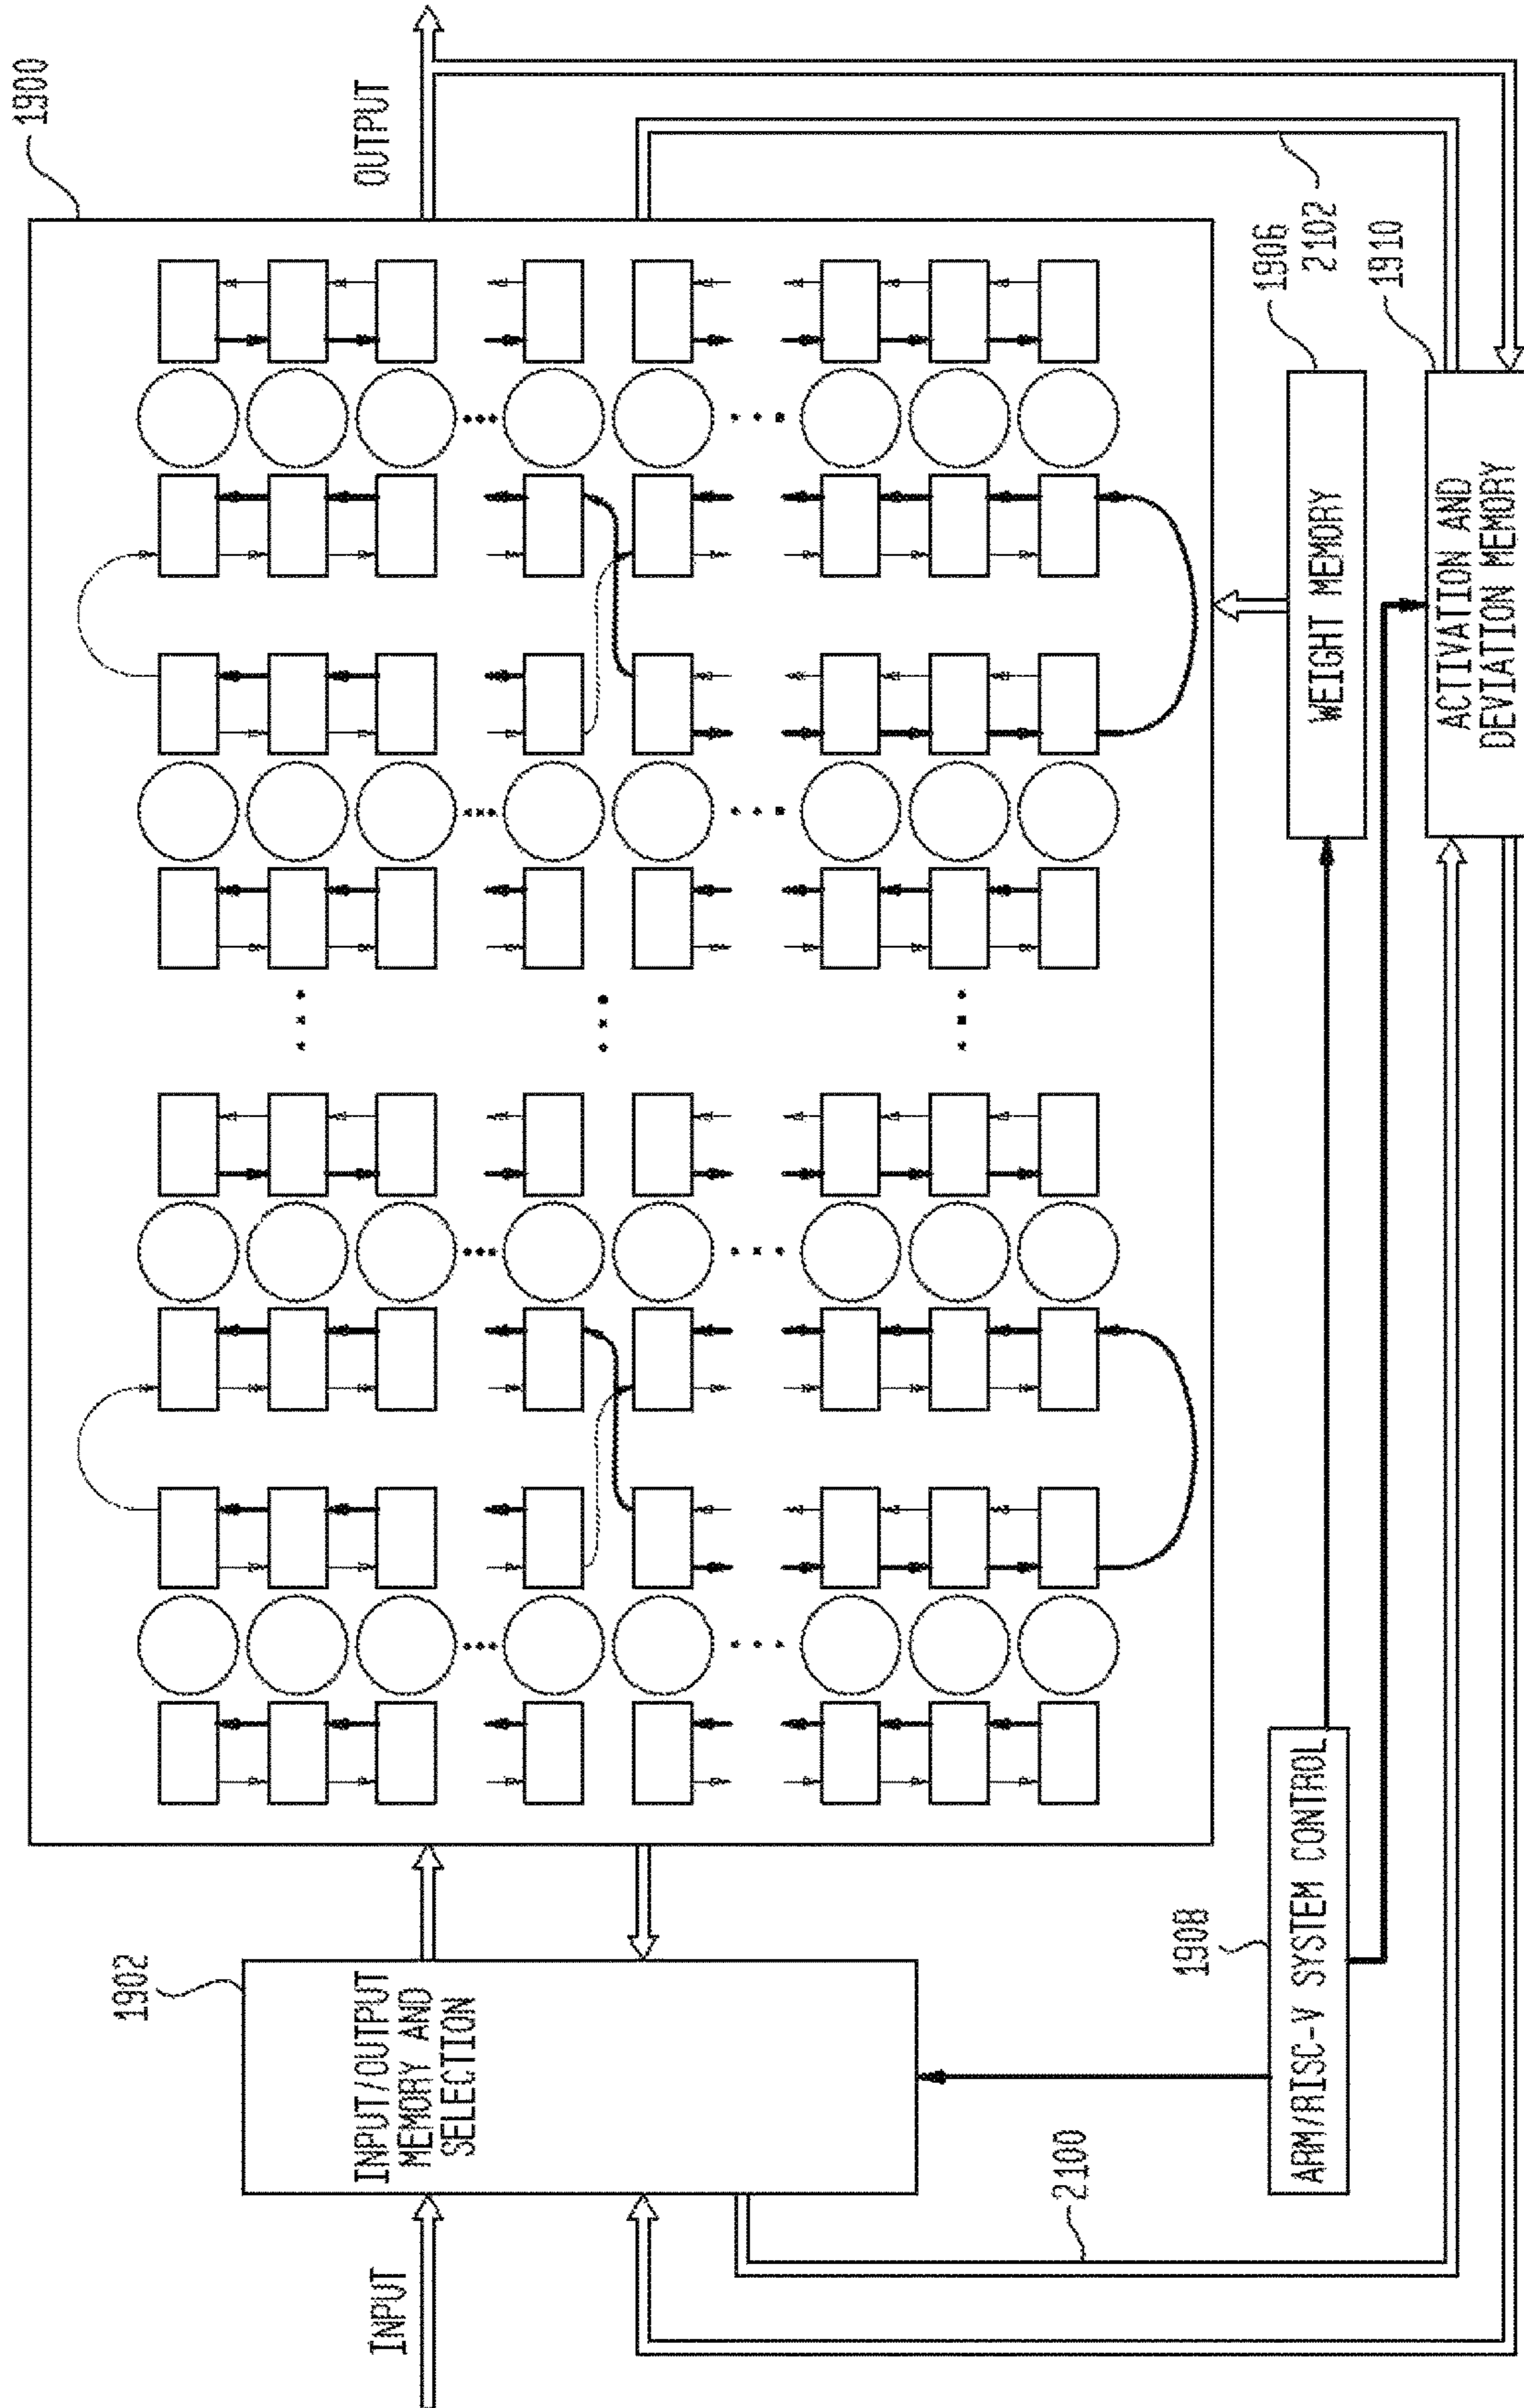 1900
OUTPUT
INPUT
1902
INPUT/OUTPUT
MEMORY AND
SELECTION
2100
1908
ARM/RISC-V SYSTEM CONTROL
WEIGHT MEMORY
1906
2102
1910
ACTIVATION AND
DEVIATION MEMORY